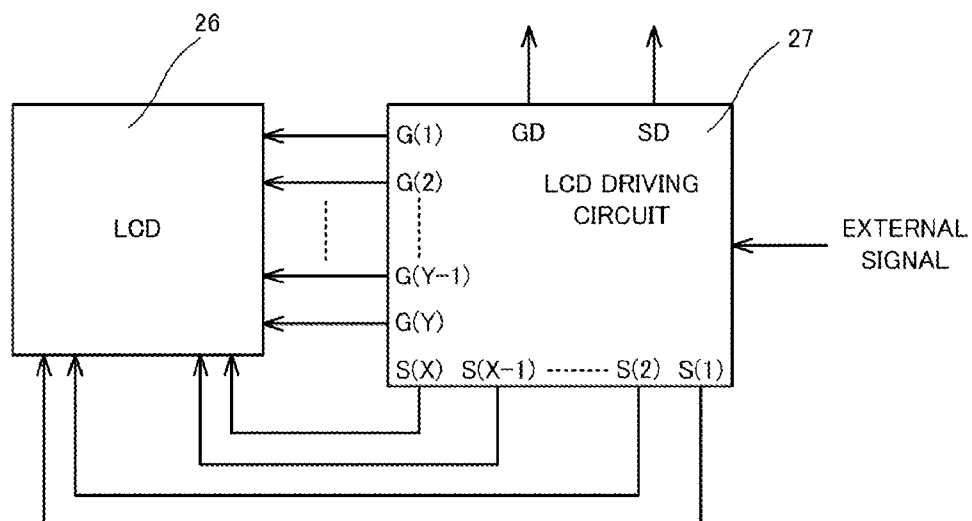 26
27
G(1)
GD
SD
G(2)
LCD DRIVING
CIRCUIT
LCD
EXTERNAL
SIGNAL
G(Y-1)
G(Y)
S(X) S(X-1) S(2) S(1)